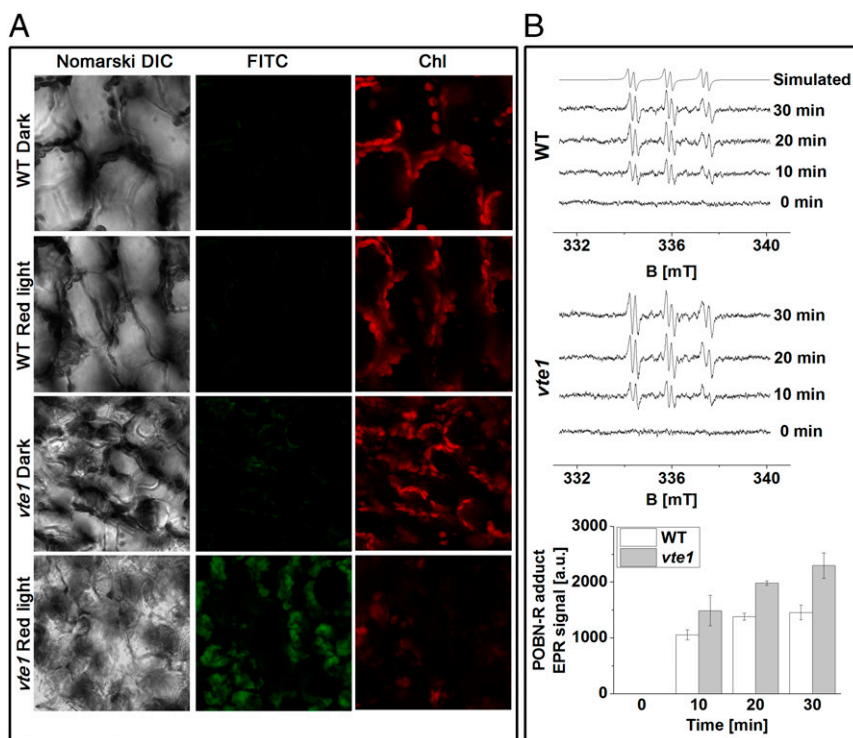 A
Nomarski DIC FITC Chl
WT Dark
WT Red light
vte1 Dark
vte1 Red light
B
WT
Simulated
30 min
20 min
10 min
0 min
332 336 340
B [mT]
vte1
30 min
20 min
10 min
0 min
332 336 340
B [mT]
POBN-R adduct
EPR signal [a.u.]
3000
2000
1000
0
WT
vte1
0 10 20 30
Time [min]